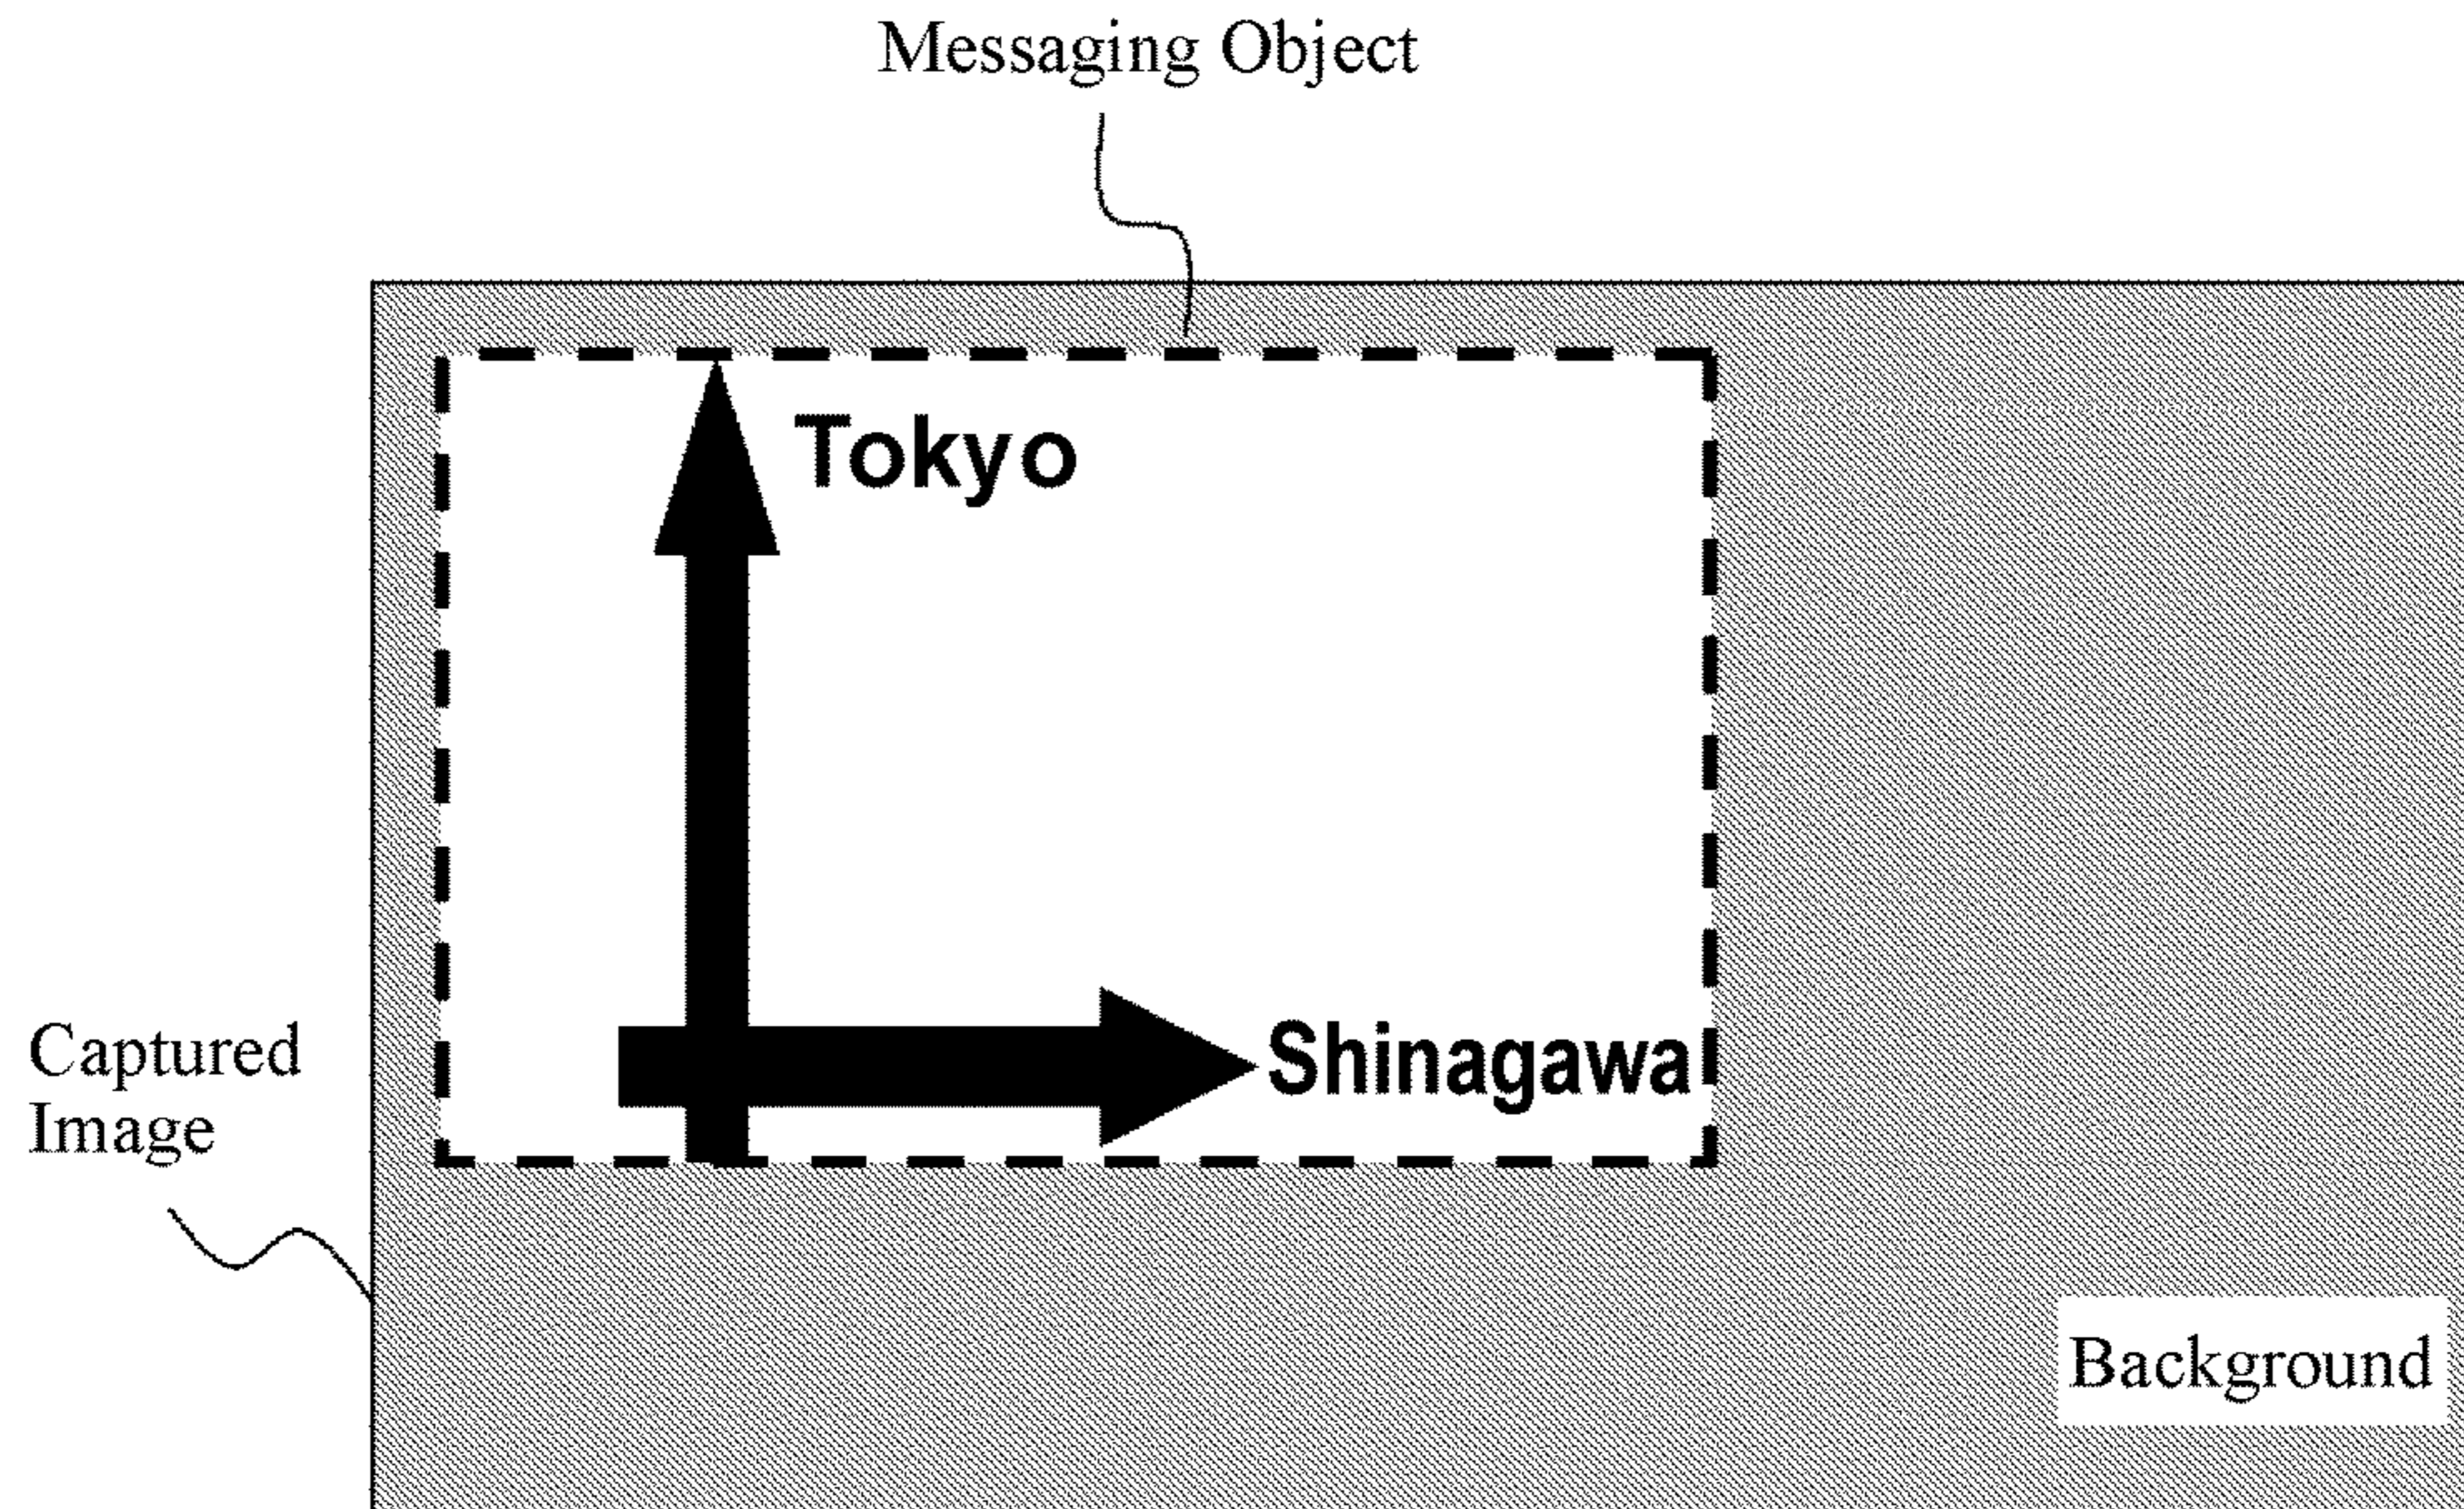 Messaging Object
Tokyo
Shinagawa
Captured
Image
Background